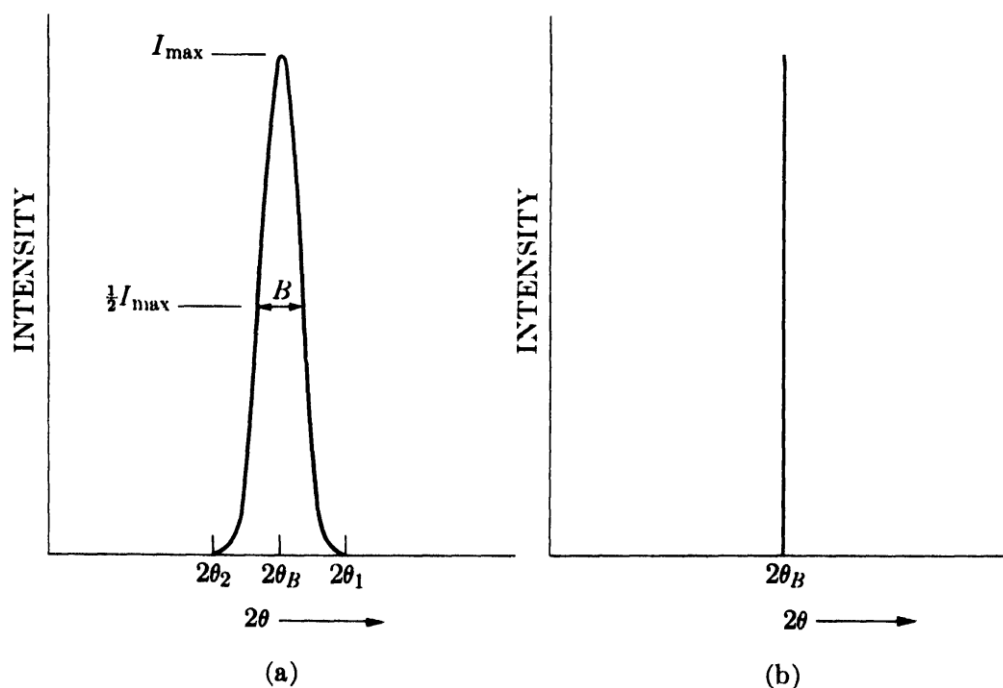 I_max
INTENSITY
½I_max
B
2θ₂ 2θ_B 2θ₁
2θ
(a)
INTENSITY
2θ_B
2θ
(b)